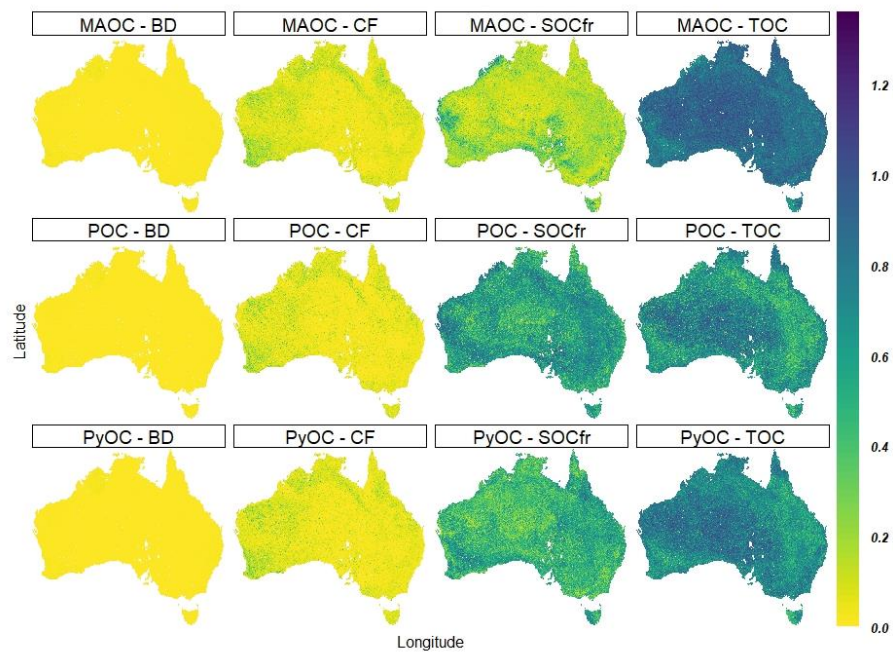 MAOC - BD
MAOC - CF
MAOC - SOCfr
MAOC - TOC
1.2
1.0
POC - BD
POC - CF
POC - SOCfr
POC - TOC
0.8
Latitude
0.6
PyOC - BD
PyOC - CF
PyOC - SOCfr
PyOC - TOC
0.4
0.2
0.0
Longitude